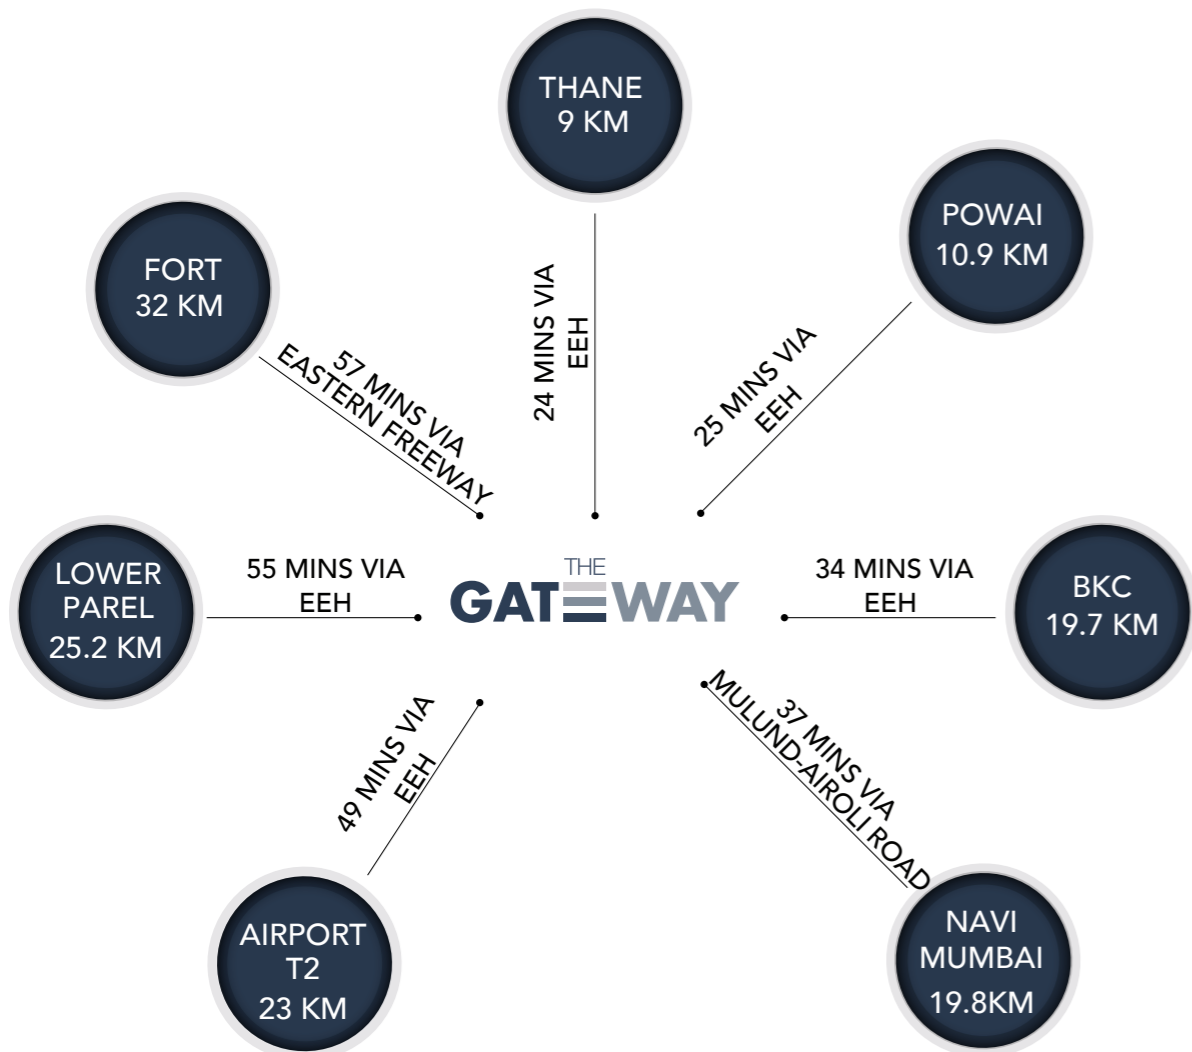 THANE
9 KM
POWAI
10.9 KM
FORT
32 KM
24 MINS VIA
EEH
25 MINS VIA
EEH
57 MINS VIA
EASTERN FREEWAY
LOWER
PAREL
25.2 KM
55 MINS VIA
EEH
THE
GATEWAY
34 MINS VIA
EEH
BKC
19.7 KM
49 MINS VIA
EEH
37 MINS VIA
MULUND-AIROLI ROAD
AIRPORT
T2
23 KM
NAVI
MUMBAI
19.8KM